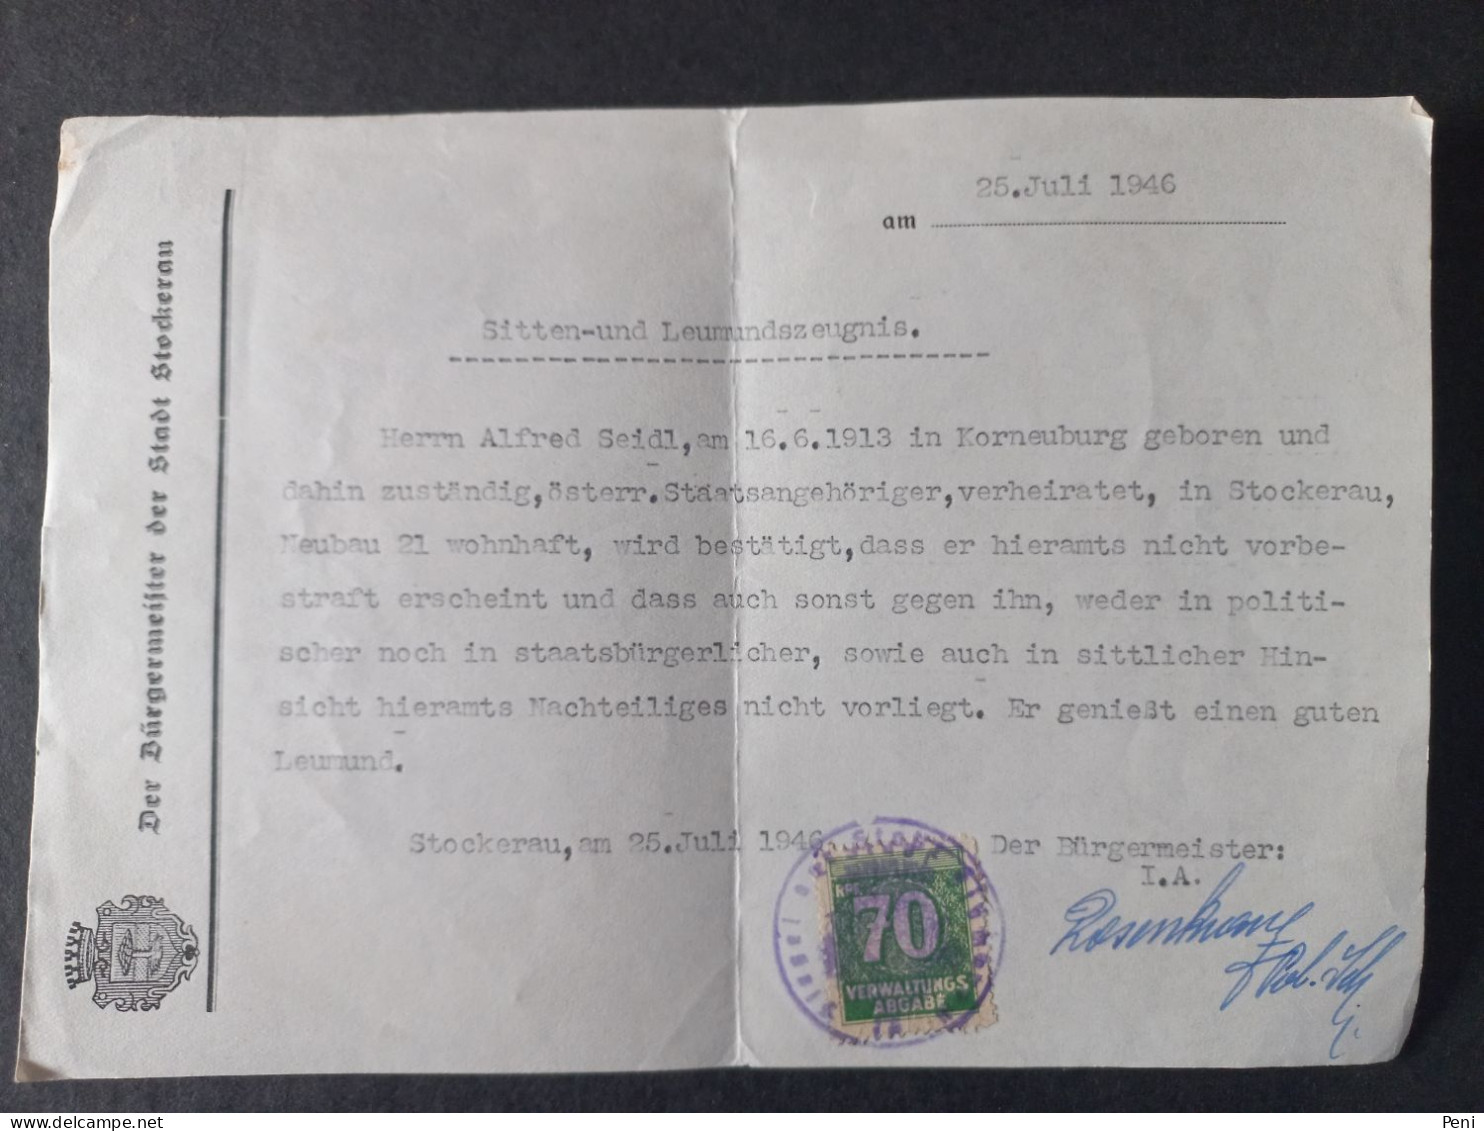 Der Bürgermeister der Stadt Stockerau
25.Juli 1946
am
Sitten-und Leumundszeugnis.
Herrn Alfred Seidl,am 16.6.1913 in Korneuburg geboren und
dahin zuständig,österr.Staatsangehöriger,verheiratet, in Stockerau,
Neubau 21 wohnhaft, wird bestätigt,dass er hieramts nicht vorbe-
straft erscheint und dass auch sonst gegen ihn, weder in politi-
scher noch in staatsbürgerlicher, sowie auch in sittlicher Hin-
sicht hieramts Nachteiliges nicht vorliegt. Er genießt einen guten
Leumund.
Stockerau,am 25.Juli 1946
Der Bürgermeister:
I.A.
70
VERWALTUNGS
ABGABE
Peni